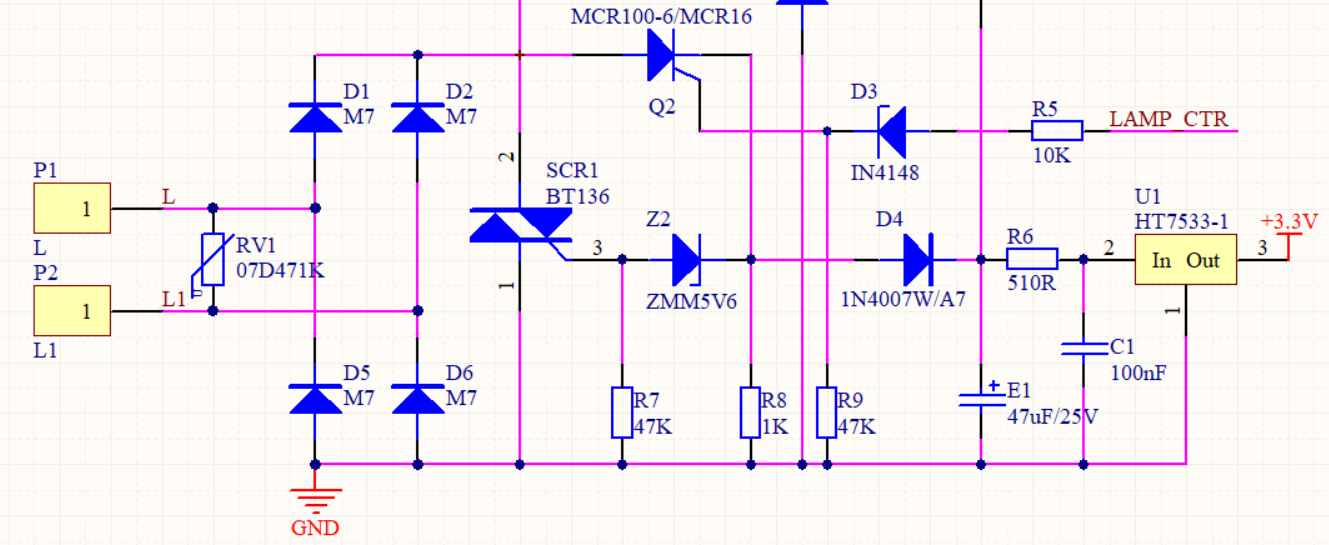 MCR100-6/MCR16
Q2
D1
M7
D2
M7
D3
IN4148
R5
10K
LAMP_CTR
2
SCR1
BT136
3
1
P1
1
L
L
P2
1
L1
L1
RV1
07D471K
U
Z2
ZMM5V6
D4
1N4007W/A7
R6
510R
U1
HT7533-1
2
In Out
3
+3.3V
1
C1
100nF
D5
M7
D6
M7
R7
47K
R8
1K
R9
47K
+
E1
47uF/25V
GND